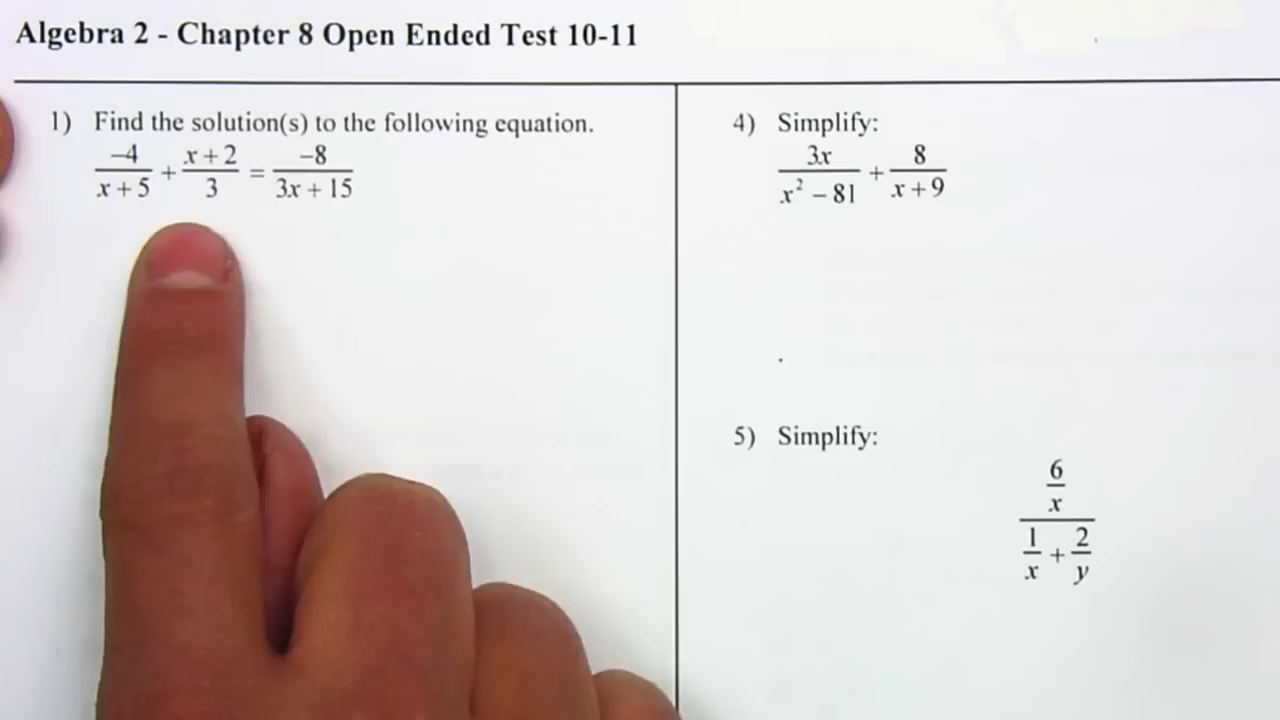 Algebra 2 - Chapter 8 Open Ended Test 10-11
1) Find the solution(s) to the following equation.
-4/(x + 5) + (x + 2)/3 = -8/(3x + 15)
4) Simplify:
3x/(x² - 81) + 8/(x + 9)
5) Simplify:
(6/x)/(1/x + 2/y)